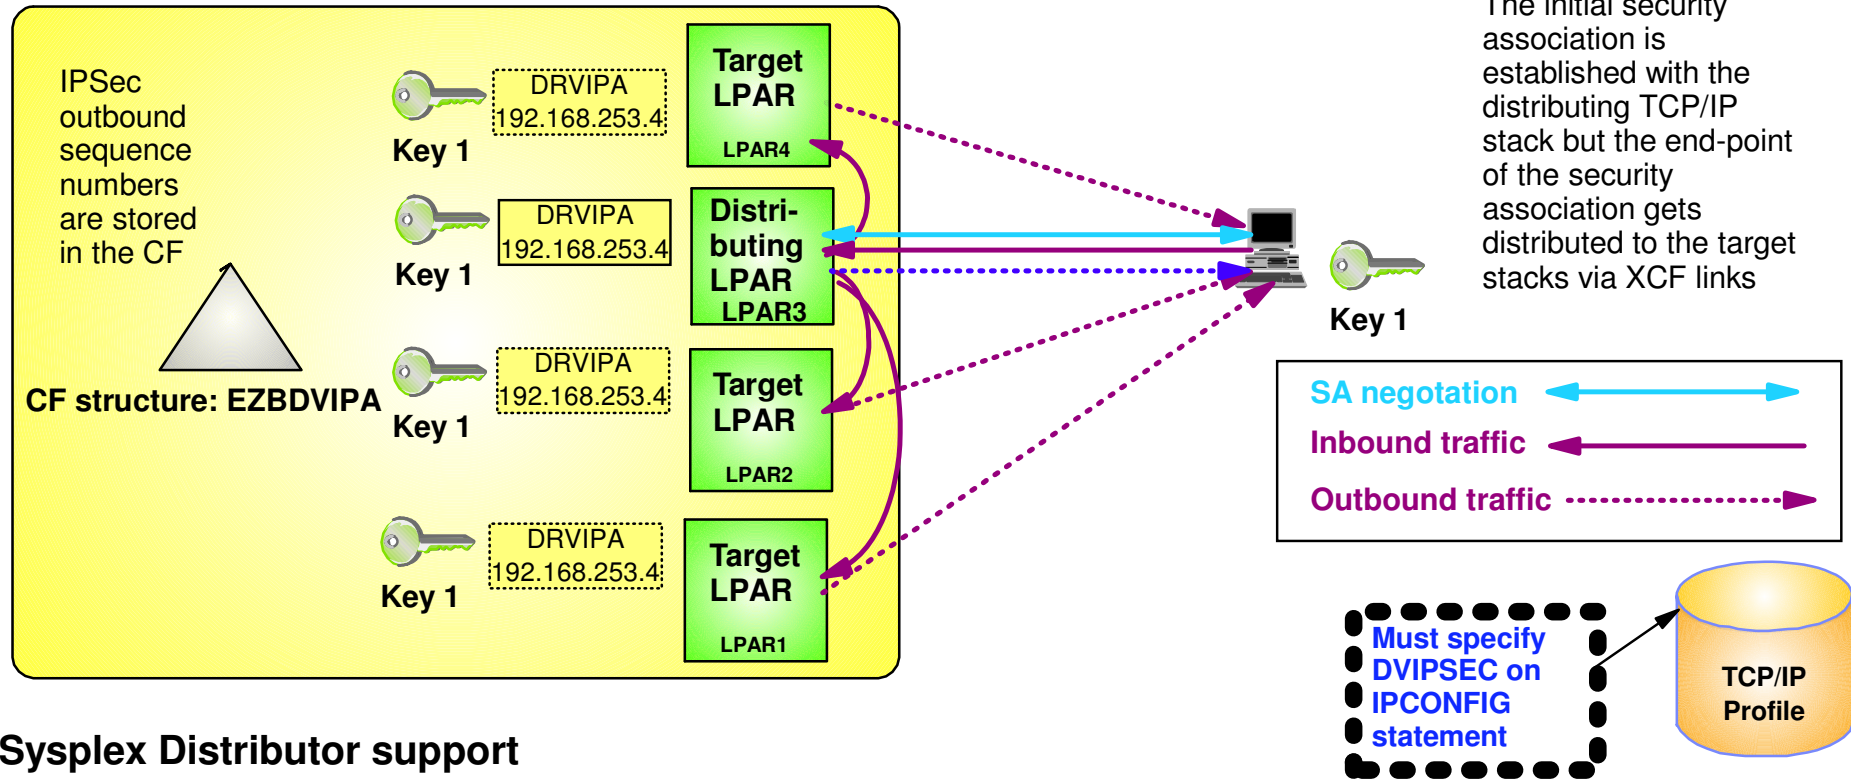 IPSec
outbound
sequence
numbers
are stored
in the CF
CF structure: EZBDVIPA
Key 1
DRVIPA
192.168.253.4
Target
LPAR
LPAR4
Key 1
DRVIPA
192.168.253.4
Distri-
buting
LPAR
LPAR3
Key 1
DRVIPA
192.168.253.4
Target
LPAR
LPAR2
Key 1
DRVIPA
192.168.253.4
Target
LPAR
LPAR1
Key 1
The initial security
association is
established with the
distributing TCP/IP
stack but the end-point
of the security
association gets
distributed to the target
stacks via XCF links
SA negotation
Inbound traffic
Outbound traffic
Must specify
DVIPSEC on
IPCONFIG
statement
TCP/IP
Profile
Sysplex Distributor support